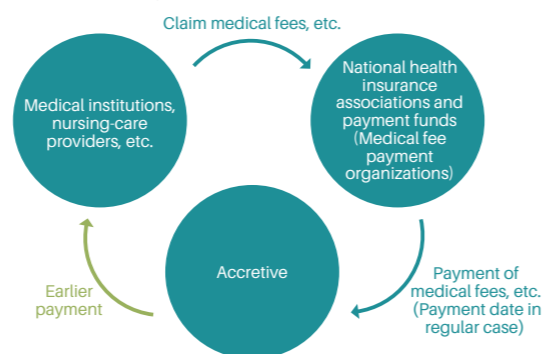 Claim medical fees, etc.
Medical institutions,
nursing-care
providers, etc.
National health
insurance
associations and
payment funds
(Medical fee
payment
organizations)
Accretive
Earlier
payment
Payment of
medical fees, etc.
(Payment date in
regular case)